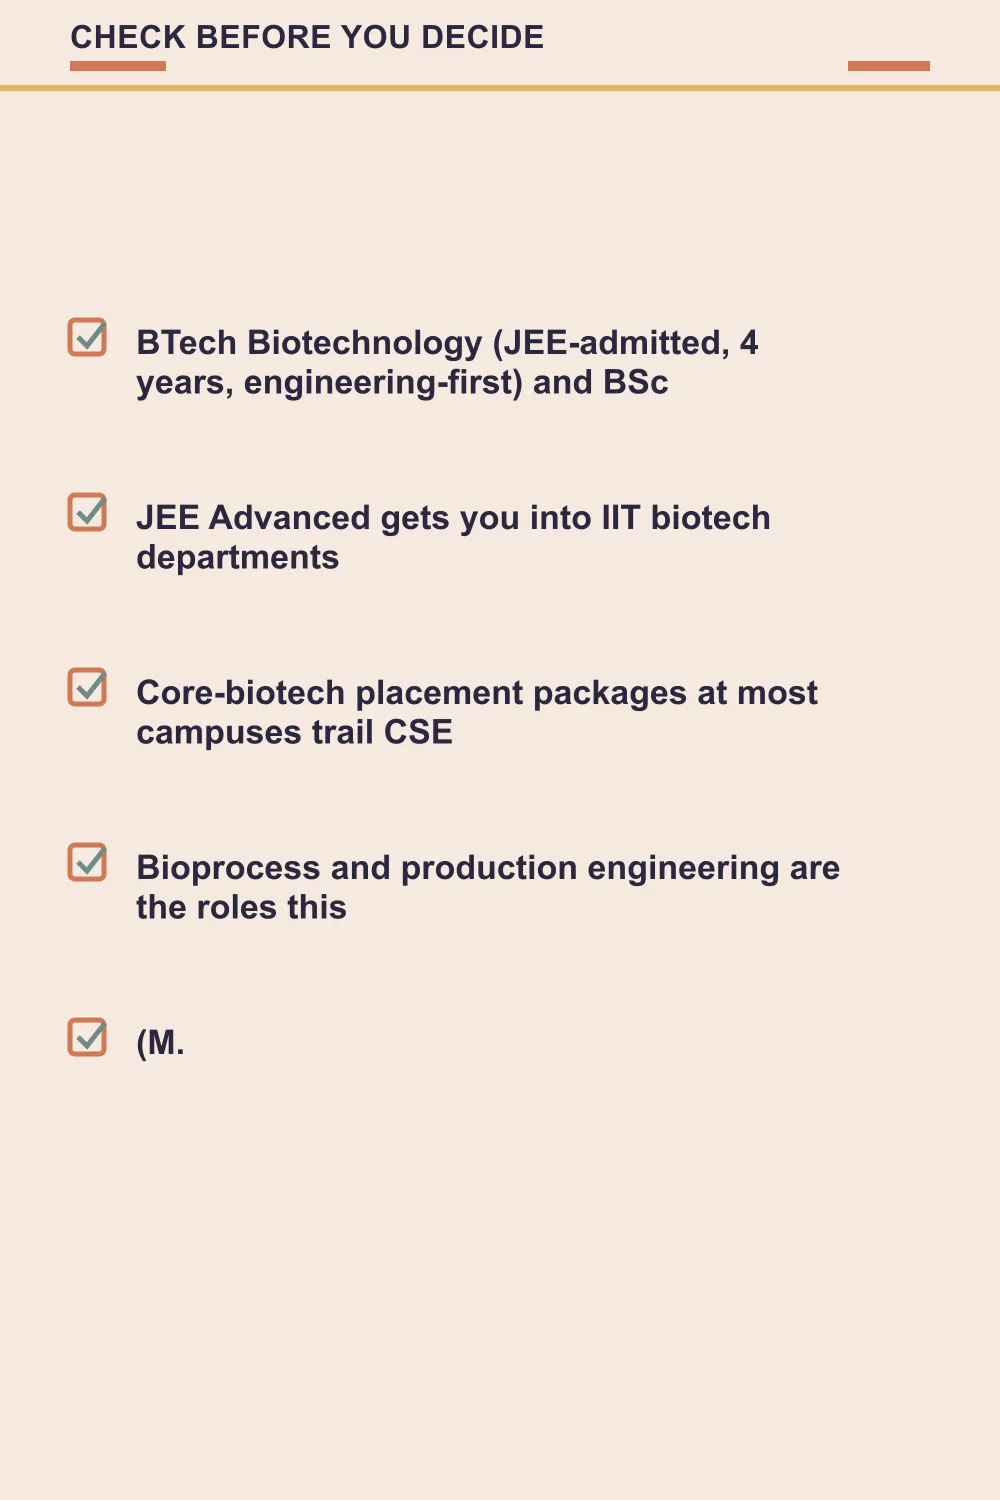 CHECK BEFORE YOU DECIDE
BTech Biotechnology (JEE-admitted, 4
years, engineering-first) and BSc
JEE Advanced gets you into IIT biotech
departments
Core-biotech placement packages at most
campuses trail CSE
Bioprocess and production engineering are
the roles this
(M.